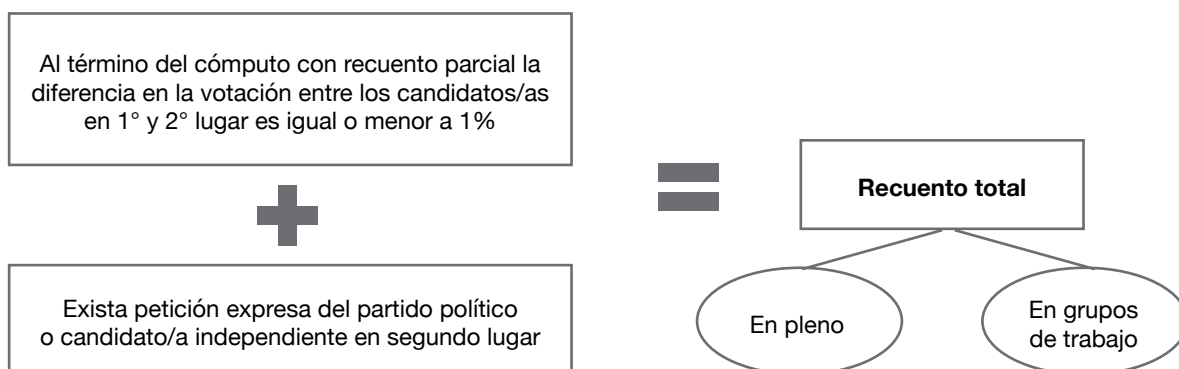 Al término del cómputo con recuento parcial la
diferencia en la votación entre los candidatos/as
en 1° y 2° lugar es igual o menor a 1%
Exista petición expresa del partido político
o candidato/a independiente en segundo lugar
Recuento total
En pleno
En grupos
de trabajo